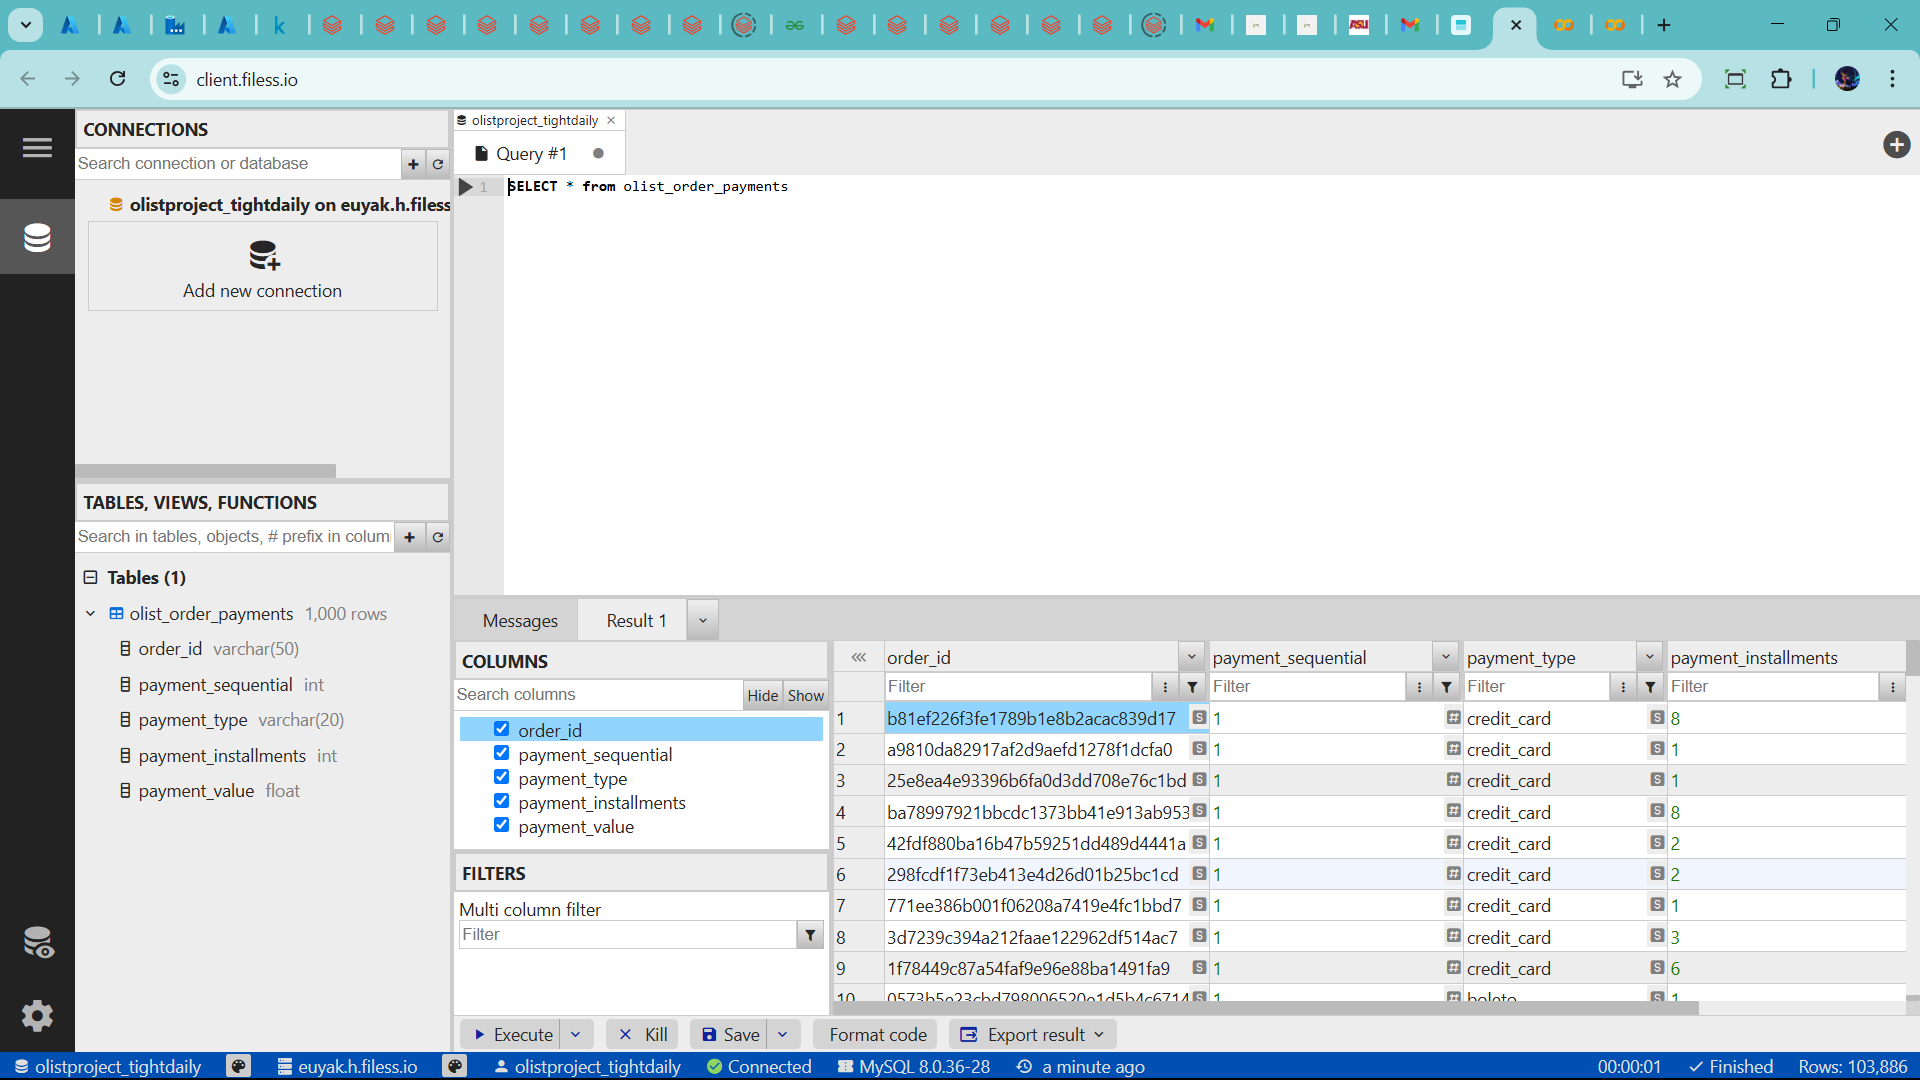 client.filess.io
CONNECTIONS
Search connection or database
olistproject_tightdaily on euyak.h.filess
Add new connection
TABLES, VIEWS, FUNCTIONS
Search in tables, objects, # prefix in colum
Tables (1)
olist_order_payments 1,000 rows
order_id varchar(50)
payment_sequential int
payment_type varchar(20)
payment_installments int
payment_value float
olistproject_tightdaily
Query #1
1 SELECT * from olist_order_payments
Messages
Result 1
COLUMNS
Search columns
Hide
Show
order_id
payment_sequential
payment_type
payment_installments
payment_value
FILTERS
Multi column filter
Filter
order_id payment_sequential payment_type payment_installments
Filter Filter Filter Filter
1 b81ef226f3fe1789b1e8b2acac839d17 S 1 # credit_card S 8
2 a9810da82917af2d9aefd1278f1dcfa0 S 1 # credit_card S 1
3 25e8ea4e93396b6fa0d3dd708e76c1bd S 1 # credit_card S 1
4 ba78997921bbcdc1373bb41e913ab953 S 1 # credit_card S 8
5 42fdf880ba16b47b59251dd489d4441a S 1 # credit_card S 2
6 298fcdf1f73eb413e4d26d01b25bc1cd S 1 # credit_card S 2
7 771ee386b001f06208a7419e4fc1bbd7 S 1 # credit_card S 1
8 3d7239c394a212faae122962df514ac7 S 1 # credit_card S 3
9 1f78449c87a54faf9e96e88ba1491fa9 S 1 # credit_card S 6
10 0573b5e23cbd798006520e1d5b4c6714 S 1 # boleto S 1
Execute
Kill
Save
Format code
Export result
olistproject_tightdaily euyak.h.filess.io olistproject_tightdaily Connected MySQL 8.0.36-28 a minute ago 00:00:01 Finished Rows: 103,886